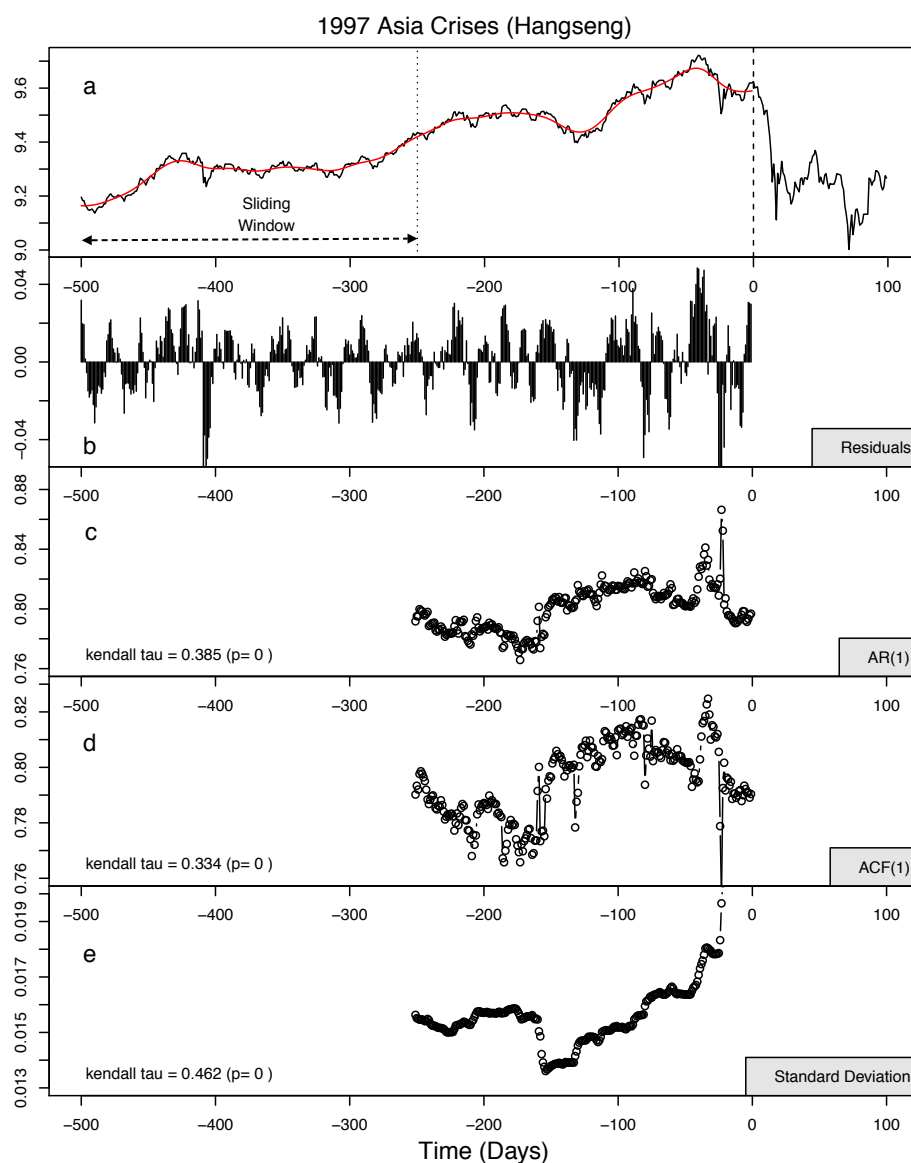 1997 Asia Crises (Hangseng)
a
9.0 9.2 9.4 9.6
Sliding
Window
−500 −400 −300 −200 −100 0 100
b
−0.04 0.00 0.04
Residuals
−500 −400 −300 −200 −100 0 100
c
0.76 0.80 0.84 0.88
kendall tau = 0.385 (p= 0 )
AR(1)
−500 −400 −300 −200 −100 0 100
d
0.76 0.78 0.80 0.82
kendall tau = 0.334 (p= 0 )
ACF(1)
−500 −400 −300 −200 −100 0 100
e
0.013 0.015 0.017 0.019
kendall tau = 0.462 (p= 0 )
Standard Deviation
−500 −400 −300 −200 −100 0 100
Time (Days)